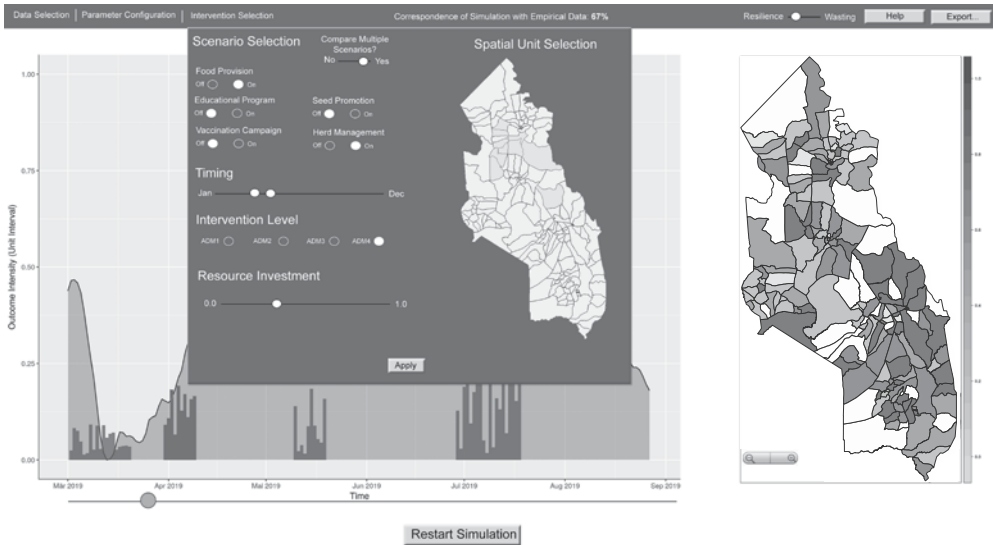 Data Selection | Parameter Configuration | Intervention Selection
Correspondence of Simulation with Empirical Data: 67%
Resilience Wasting
Help
Export...
Scenario Selection
Compare Multiple
Scenarios?
No Yes
Spatial Unit Selection
Food Provision
Off On
Educational Program
Off On
Seed Promotion
Off On
Vaccination Campaign
Off On
Herd Management
Off On
Timing
Jan Dec
Intervention Level
ADM1 ADM2 ADM3 ADM4
Resource Investment
0.0 1.0
Apply
Outcome Intensity (Unit Interval)
1,00
0,75
0,50
0,25
0,00
Mär 2019 Apr 2019 Mai 2019 Jun 2019 Jul 2019 Aug 2019 Sep 2019
Time
Restart Simulation